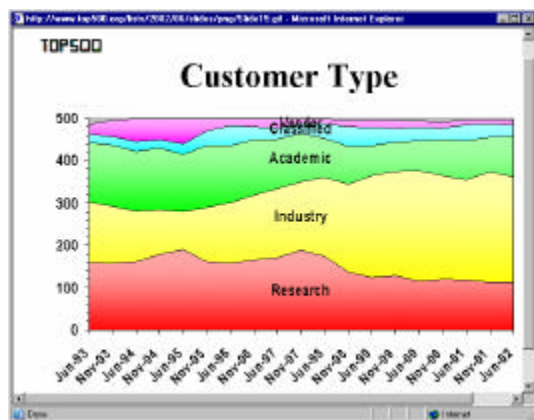 http://www.top500.org/lists/2002/06/slides/png/Slide15.gif - Microsoft Internet Explorer
TOP500
Customer Type
500
Vendor
Classified
400
Academic
300
Industry
200
100
Research
0
Jun-93
Nov-93
Jun-94
Nov-94
Jun-95
Nov-95
Jun-96
Nov-96
Jun-97
Nov-97
Jun-98
Nov-98
Jun-99
Nov-99
Jun-00
Nov-00
Jun-01
Nov-01
Jun-02
Done
Internet